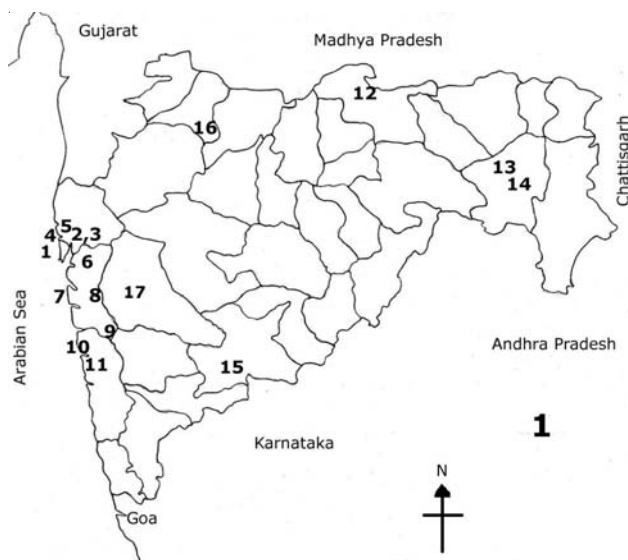 Gujarat
Madhya Pradesh
12
16
13
14
Chattisgarh
5
4 2,3
1
6
7 8 17
9
10
11
15
Arabian Sea
Andhra Pradesh
1
Karnataka
N
Goa